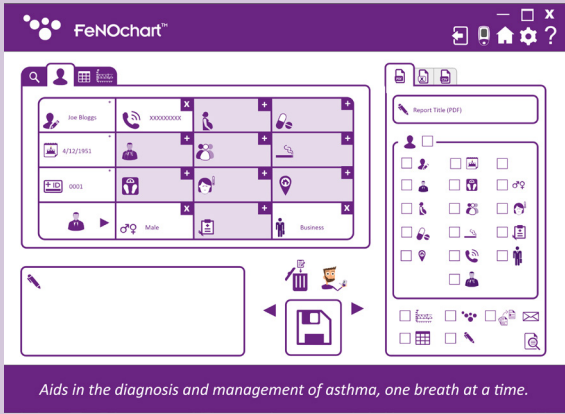 FeNOchart™
Joe Bloggs
XXXXXXXXX
4/12/1951
+ ID
0001
Male
Business
Report Title (PDF)
Aids in the diagnosis and management of asthma, one breath at a time.